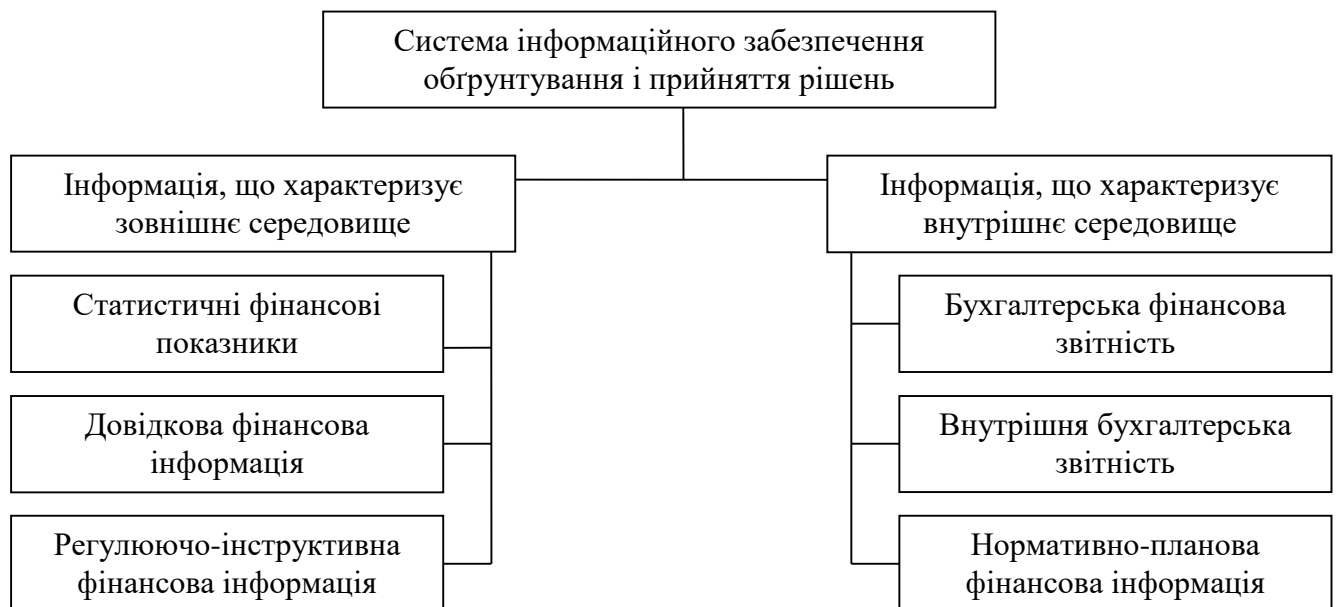 Система інформаційного забезпечення
обґрунтування і прийняття рішень
Інформація, що характеризує
зовнішнє середовище
Інформація, що характеризує
внутрішнє середовище
Статистичні фінансові
показники
Бухгалтерська фінансова
звітність
Довідкова фінансова
інформація
Внутрішня бухгалтерська
звітність
Регулюючо-інструктивна
фінансова інформація
Нормативно-планова
фінансова інформація